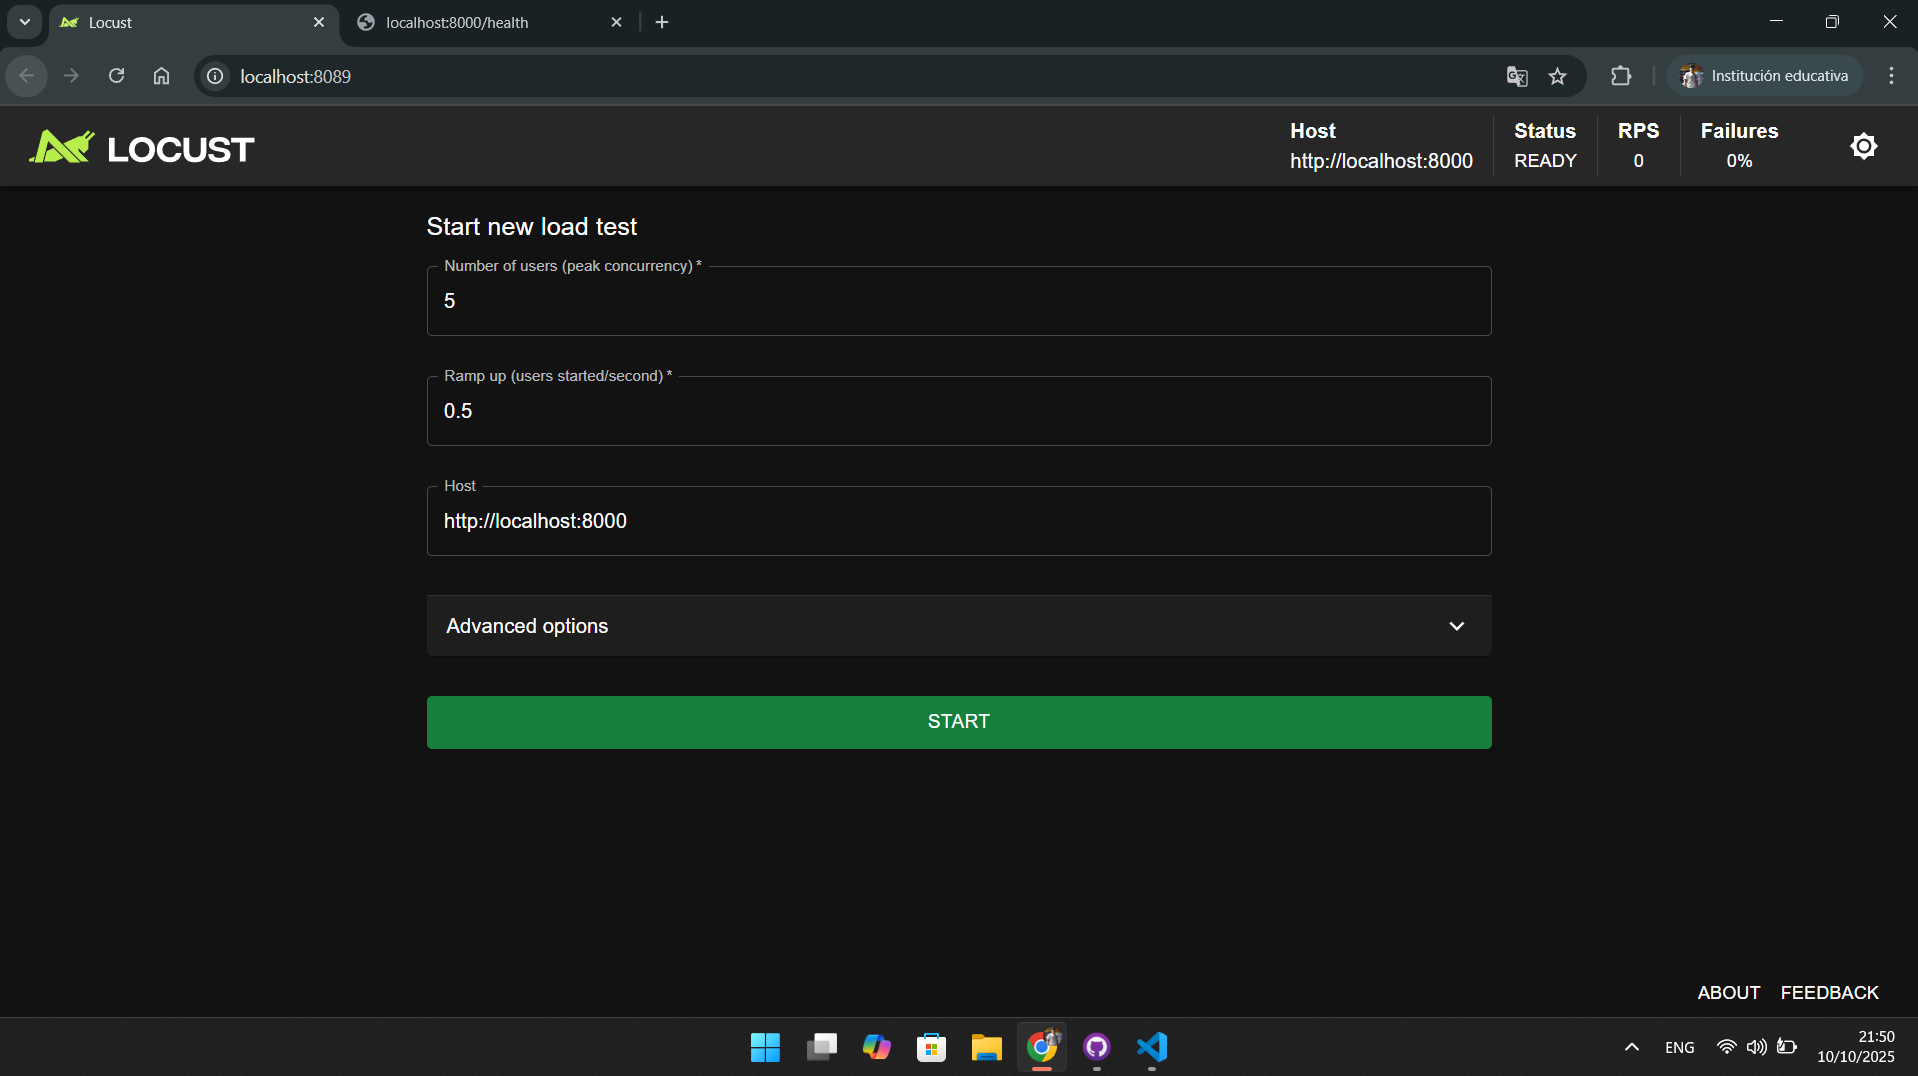 Locust
localhost:8000/health
localhost:8089
Institución educativa
LOCUST
Host
http://localhost:8000
Status
READY
RPS
0
Failures
0%
Start new load test
Number of users (peak concurrency) *
5
Ramp up (users started/second) *
0.5
Host
http://localhost:8000
Advanced options
START
ABOUT FEEDBACK
ENG
21:50
10/10/2025